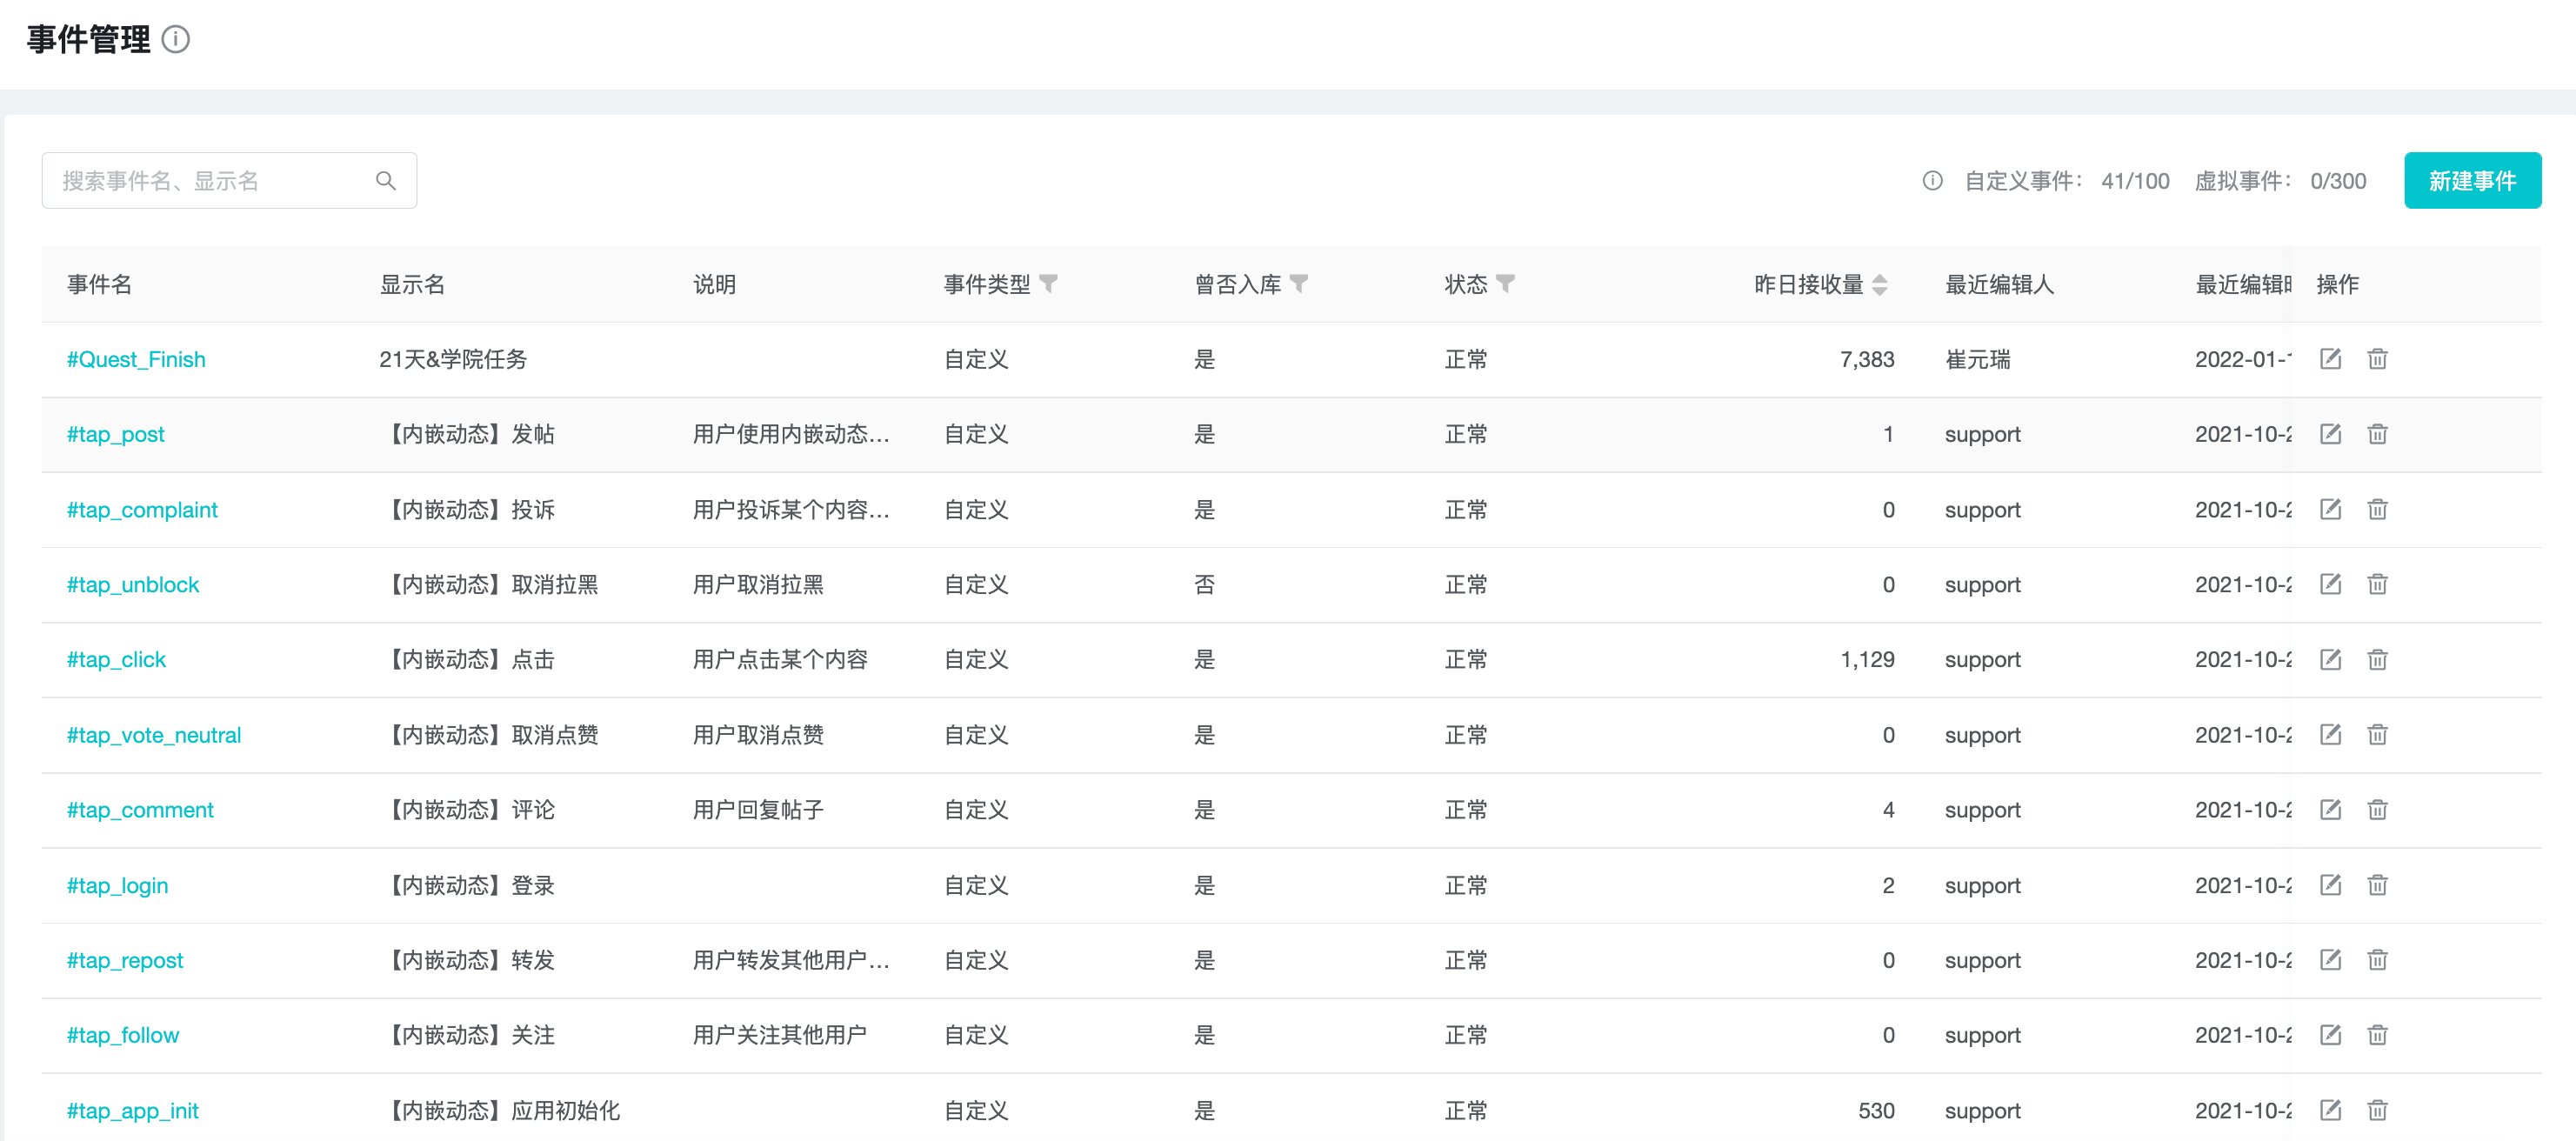 事件管理
搜索事件名、显示名 自定义事件： 41/100 虚拟事件： 0/300 新建事件
事件名 显示名 说明 事件类型 曾否入库 状态 昨日接收量 最近编辑人 最近编辑 操作
#Quest_Finish 21天&学院任务 自定义 是 正常 7,383 崔元瑞 2022-01-
#tap_post 【内嵌动态】发帖 用户使用内嵌动态... 自定义 是 正常 1 support 2021-10-
#tap_complaint 【内嵌动态】投诉 用户投诉某个内容... 自定义 是 正常 0 support 2021-10-
#tap_unblock 【内嵌动态】取消拉黑 用户取消拉黑 自定义 否 正常 0 support 2021-10-
#tap_click 【内嵌动态】点击 用户点击某个内容 自定义 是 正常 1,129 support 2021-10-
#tap_vote_neutral 【内嵌动态】取消点赞 用户取消点赞 自定义 是 正常 0 support 2021-10-
#tap_comment 【内嵌动态】评论 用户回复帖子 自定义 是 正常 4 support 2021-10-
#tap_login 【内嵌动态】登录 自定义 是 正常 2 support 2021-10-
#tap_repost 【内嵌动态】转发 用户转发其他用户... 自定义 是 正常 0 support 2021-10-
#tap_follow 【内嵌动态】关注 用户关注其他用户 自定义 是 正常 0 support 2021-10-
#tap_app_init 【内嵌动态】应用初始化 自定义 是 正常 530 support 2021-10-